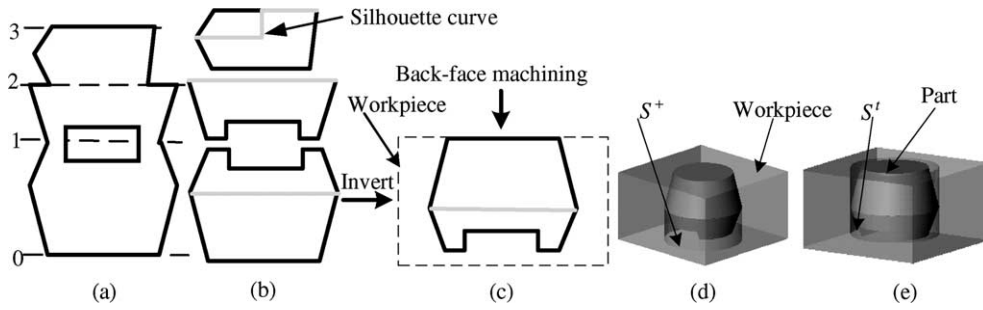 3
2
1
0
Silhouette curve
Back-face machining
Workpiece
Invert
S⁺
Workpiece
Sᵗ
Part
(a)
(b)
(c)
(d)
(e)